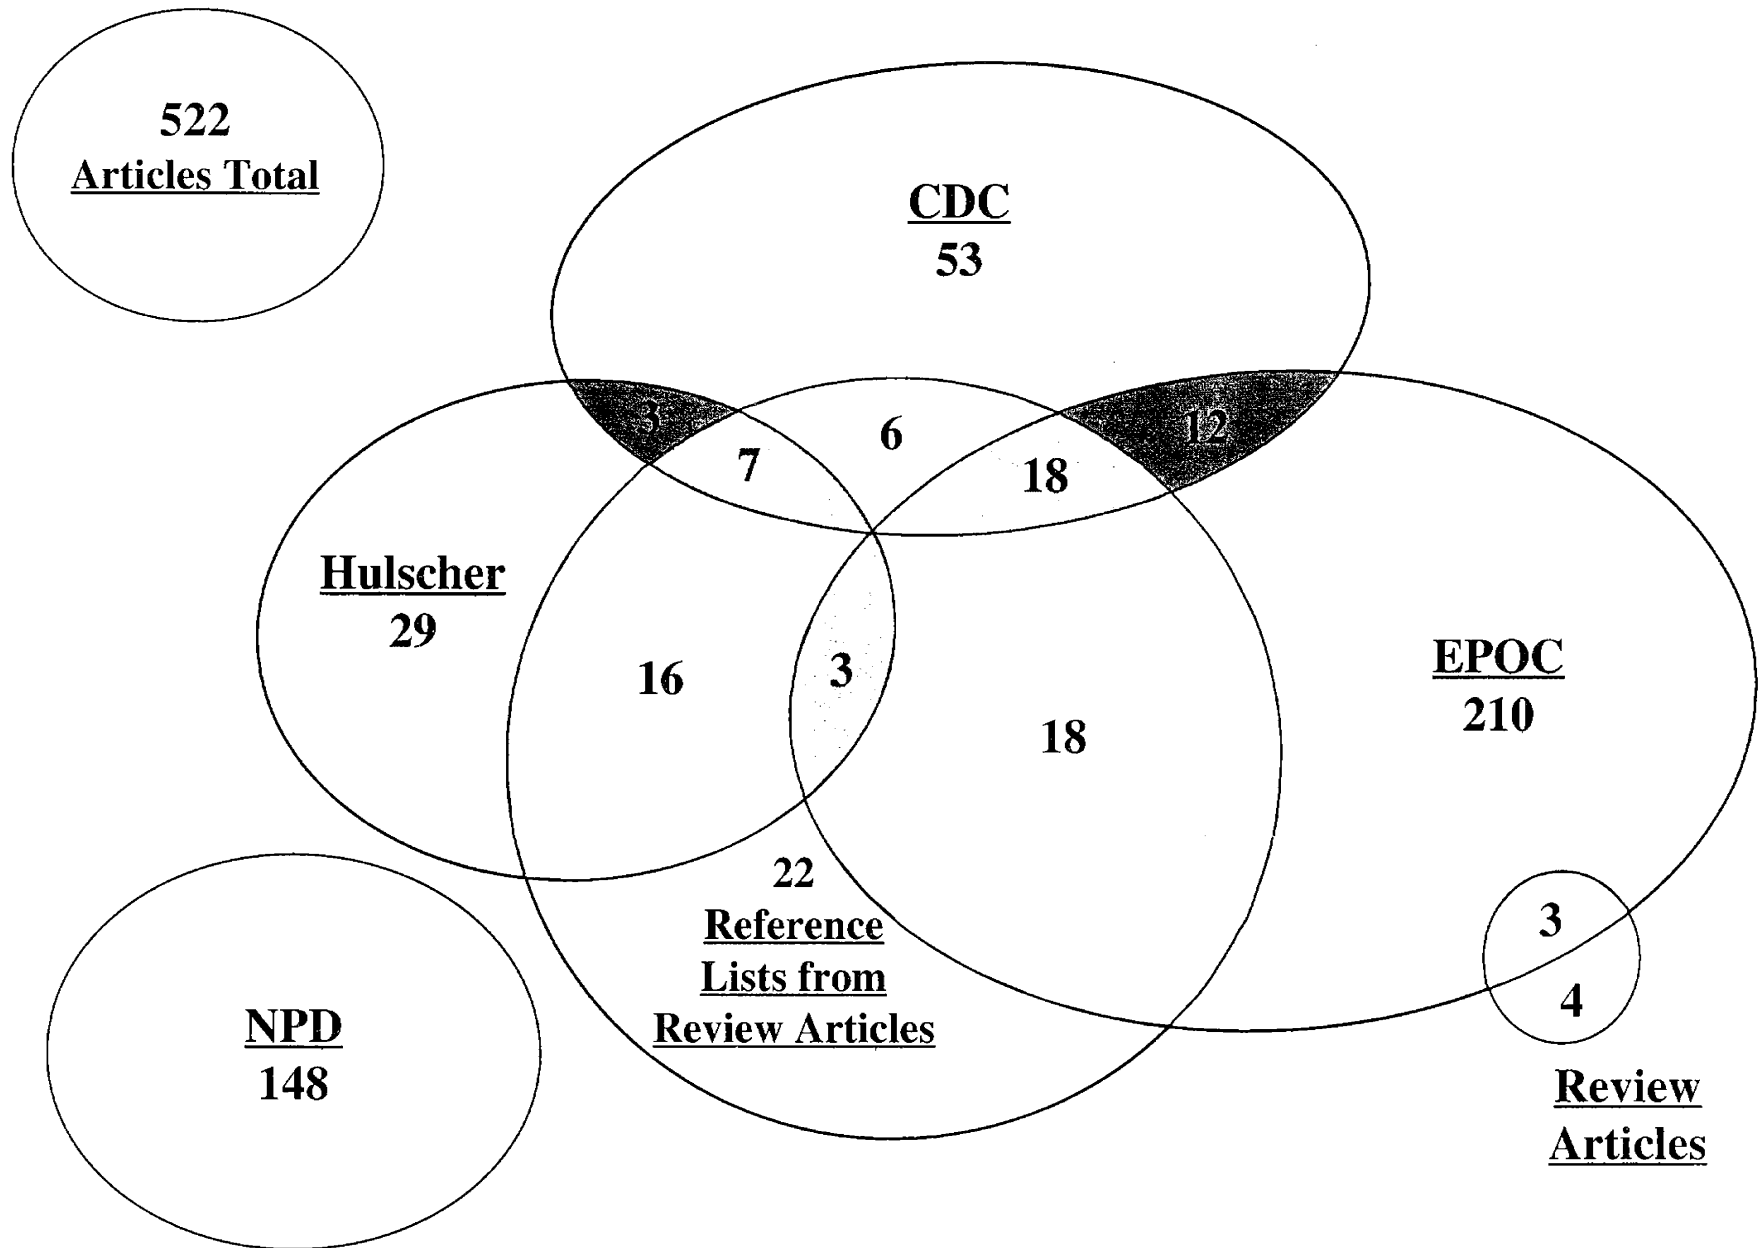 522
Articles Total
CDC
53
3
7
6
18
12
Hulscher
29
16
3
18
EPOC
210
22
Reference
Lists from
Review Articles
3
4
NPD
148
Review
Articles